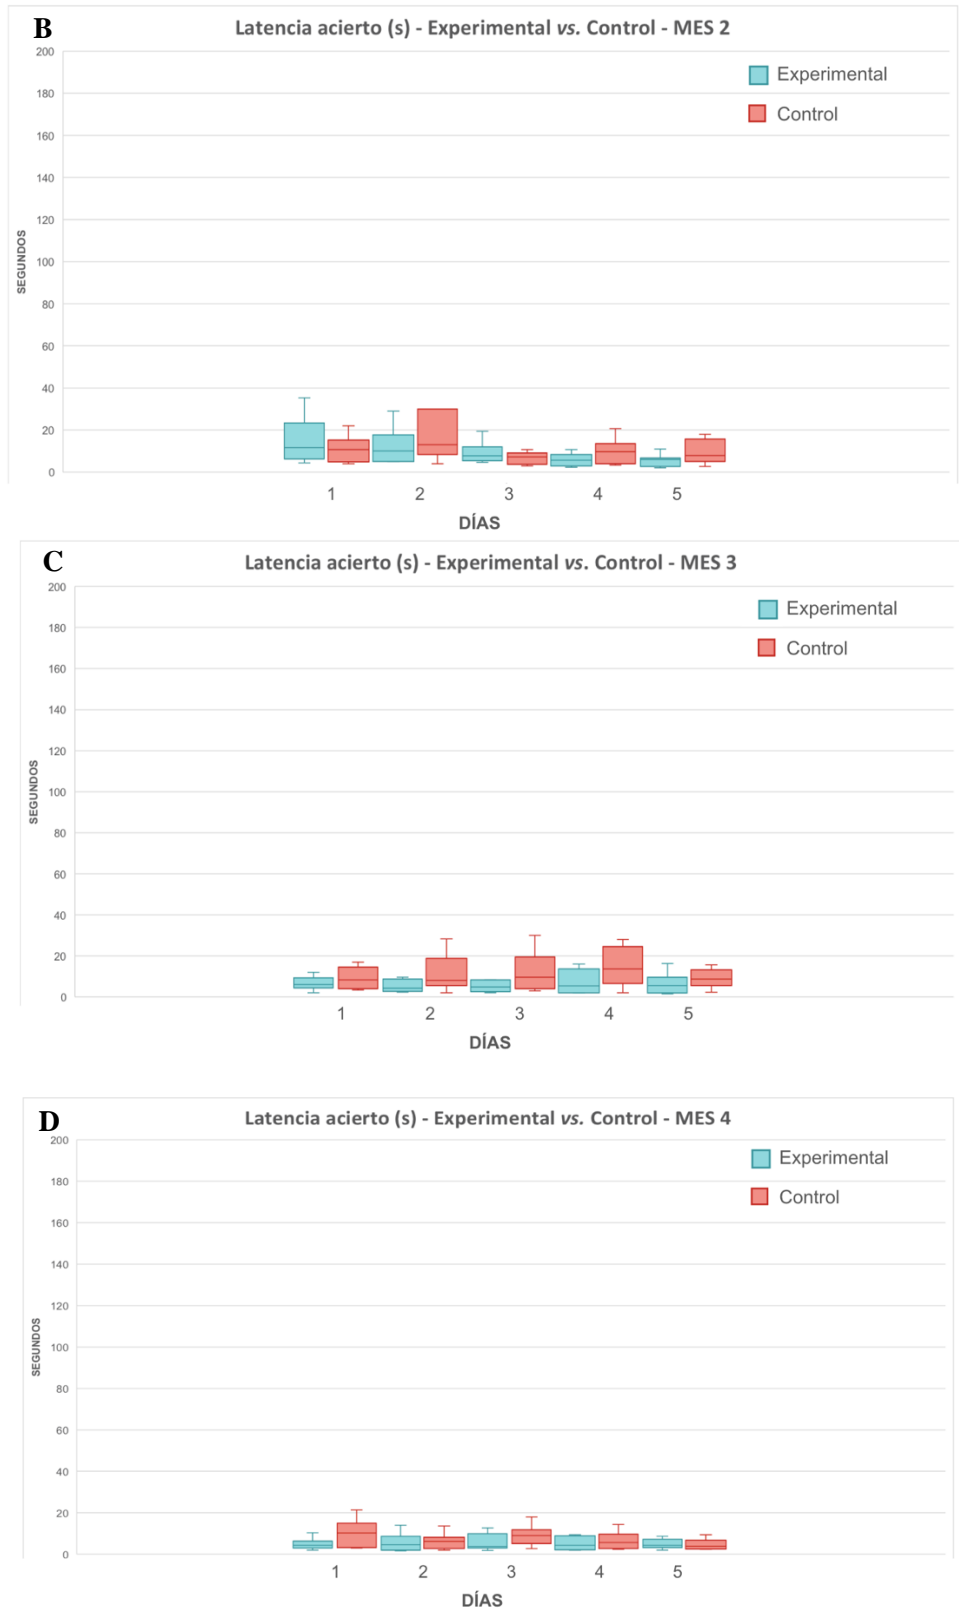 B
Latencia acierto (s) - Experimental vs. Control - MES 2
200
180
160
140
120
100
80
60
40
20
0
SEGUNDOS
Experimental
Control
1 2 3 4 5
DÍAS
C
Latencia acierto (s) - Experimental vs. Control - MES 3
200
180
160
140
120
100
80
60
40
20
0
SEGUNDOS
Experimental
Control
1 2 3 4 5
DÍAS
D
Latencia acierto (s) - Experimental vs. Control - MES 4
200
180
160
140
120
100
80
60
40
20
0
SEGUNDOS
Experimental
Control
1 2 3 4 5
DÍAS